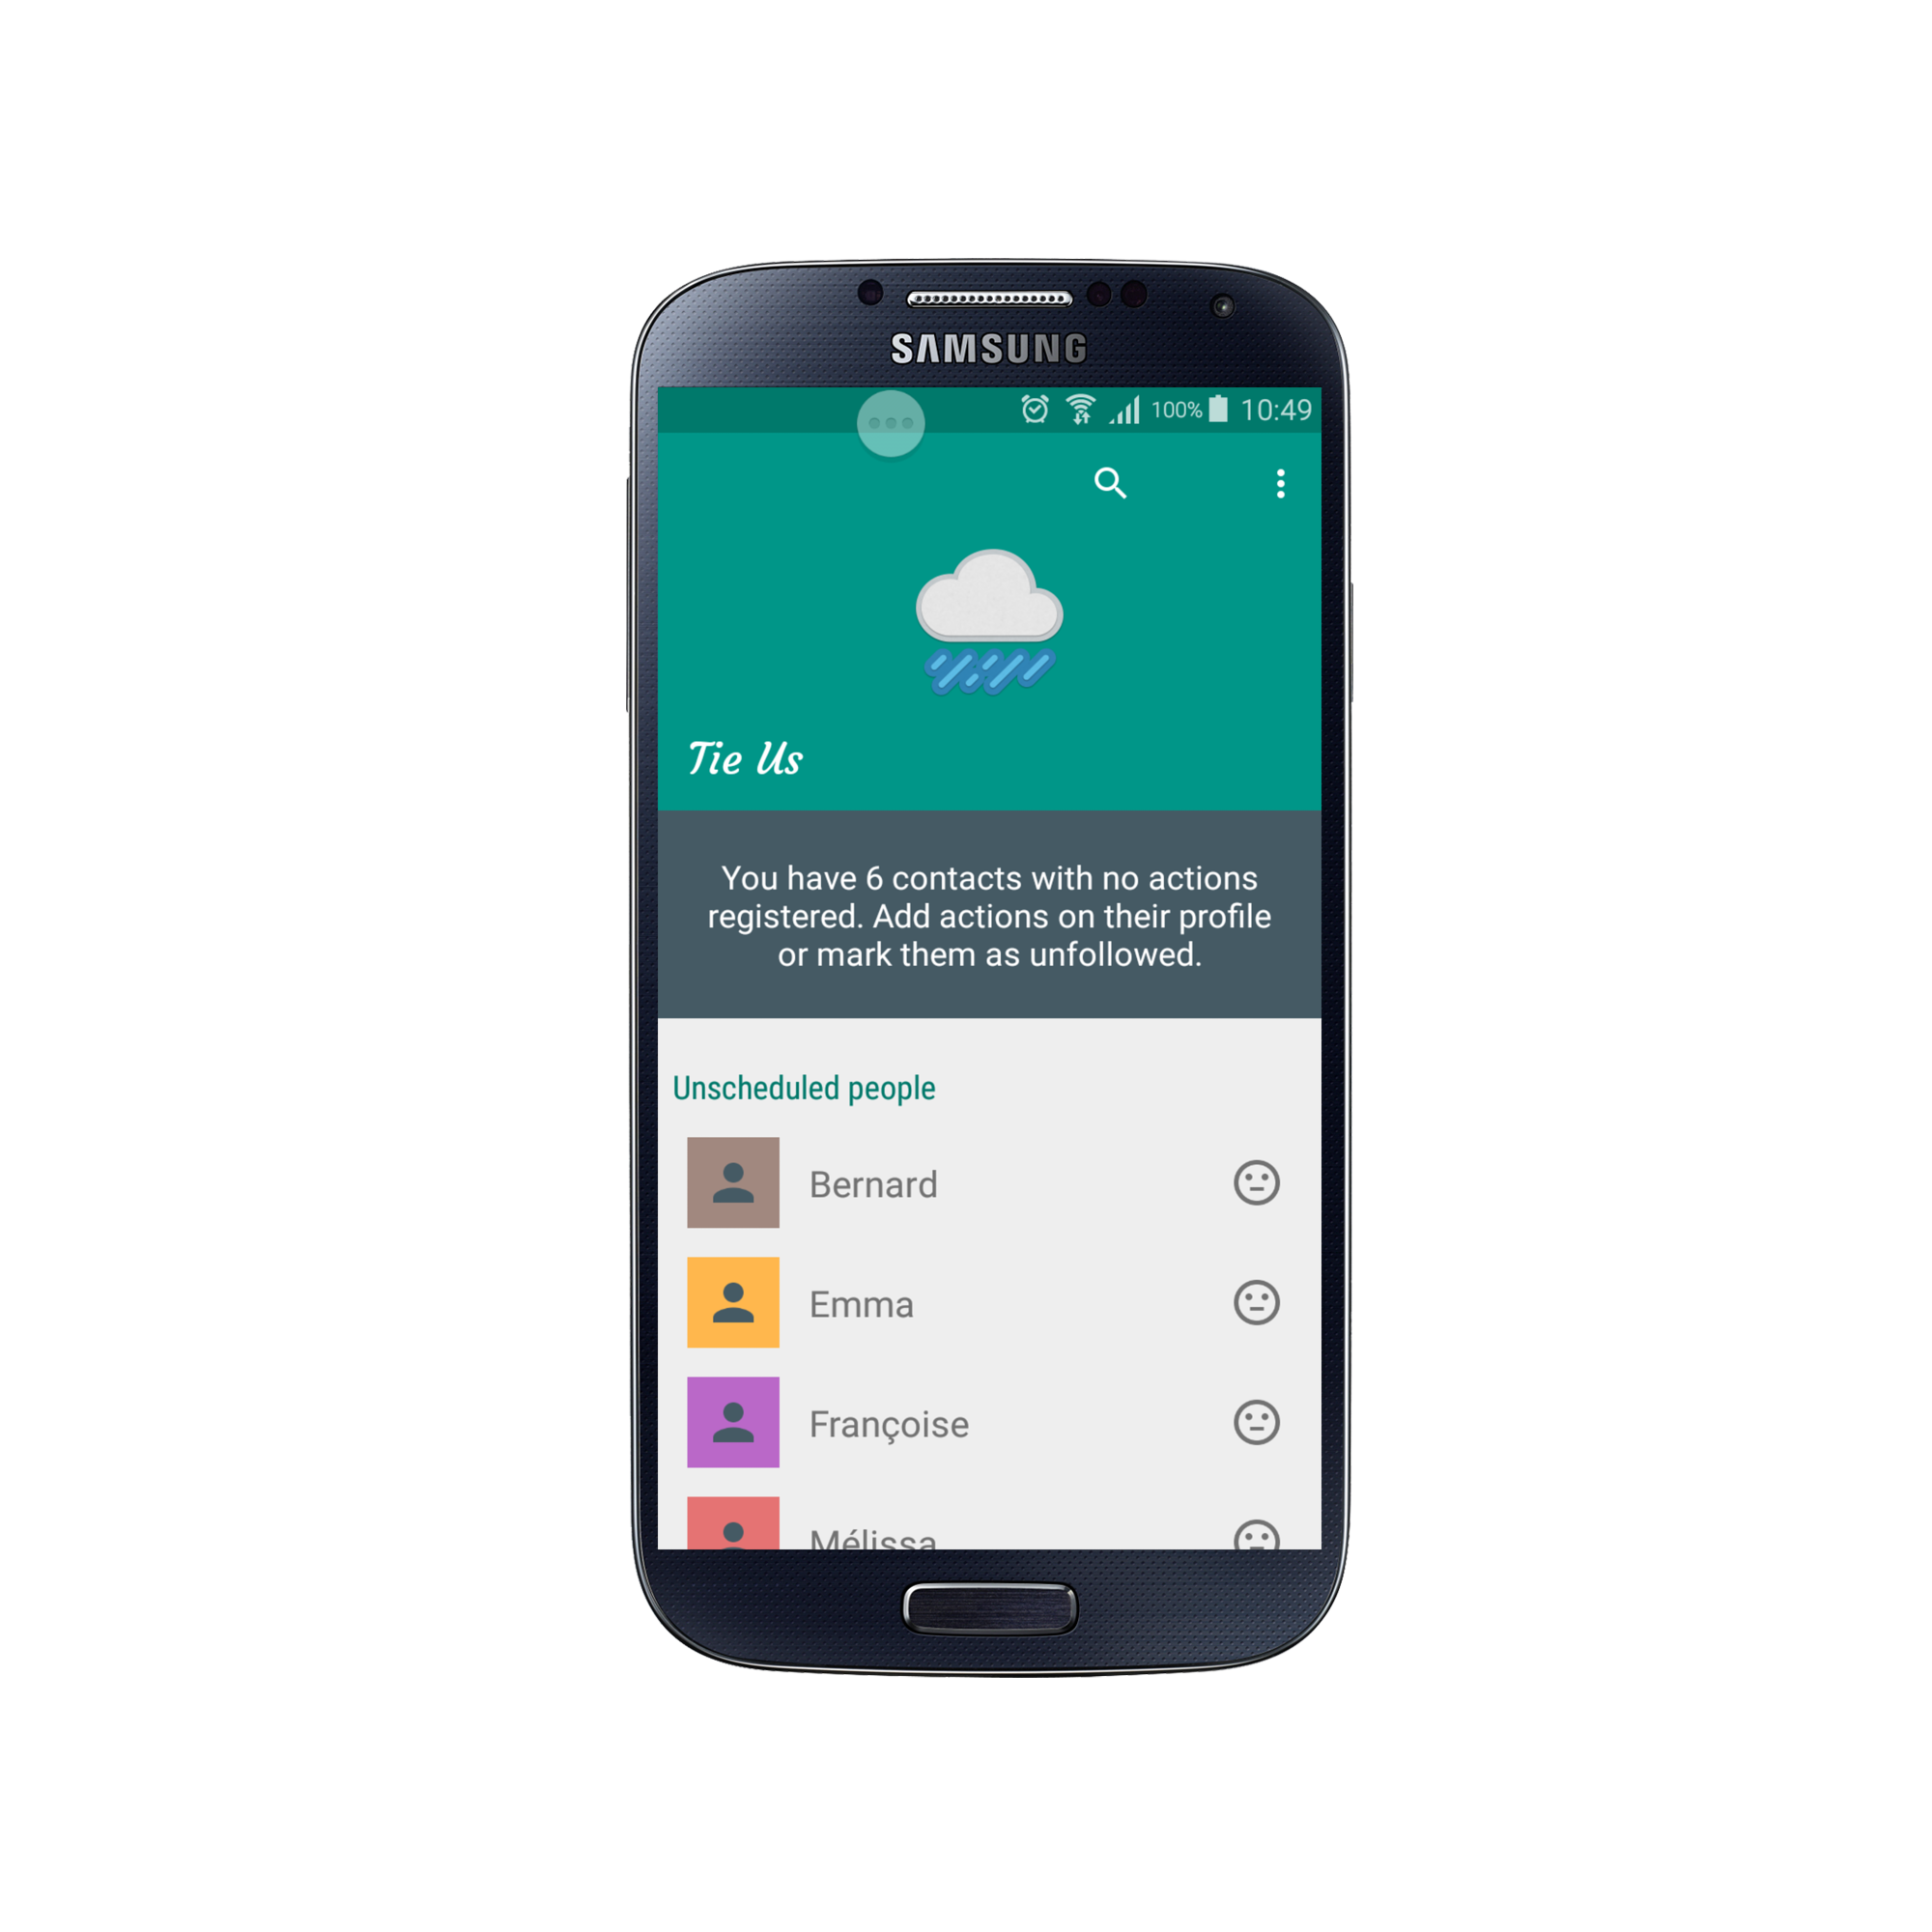 SAMSUNG
100% 10:49
Tie Us
You have 6 contacts with no actions
registered. Add actions on their profile
or mark them as unfollowed.
Unscheduled people
Bernard
Emma
Françoise
Mélissa